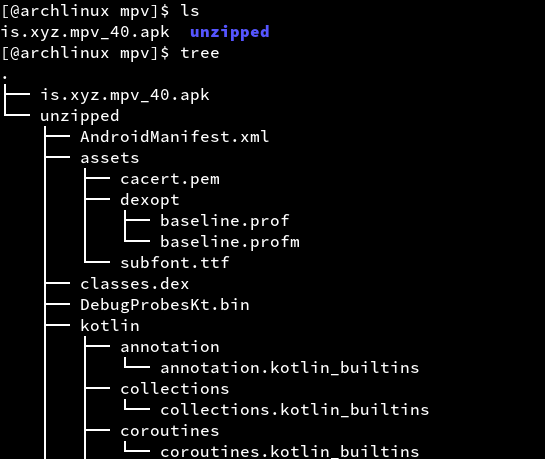 [@archlinux mpv]$ ls
is.xyz.mpv_40.apk  unzipped
[@archlinux mpv]$ tree
.
├── is.xyz.mpv_40.apk
└── unzipped
    ├── AndroidManifest.xml
    ├── assets
    │   ├── cacert.pem
    │   ├── dexopt
    │   │   ├── baseline.prof
    │   │   └── baseline.profm
    │   └── subfont.ttf
    ├── classes.dex
    ├── DebugProbesKt.bin
    ├── kotlin
    │   ├── annotation
    │   │   └── annotation.kotlin_builtins
    │   ├── collections
    │   │   └── collections.kotlin_builtins
    │   ├── coroutines
    │   │   └── coroutines.kotlin_builtins